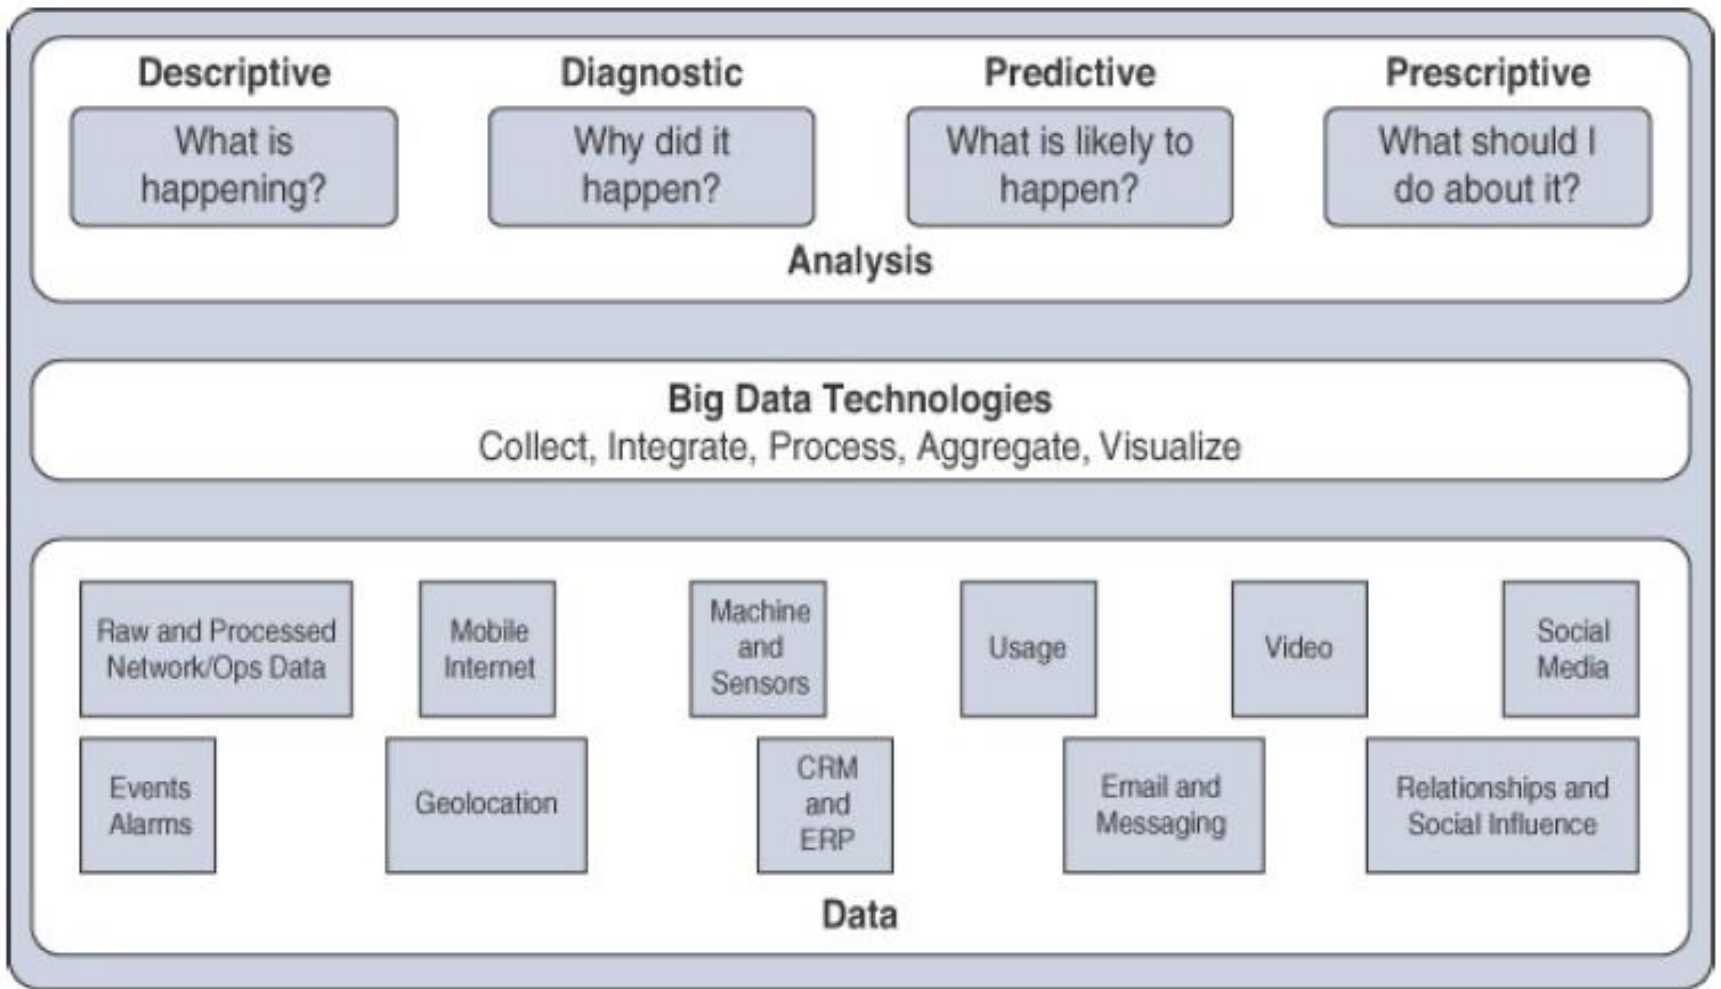 Descriptive
What is
happening?
Diagnostic
Why did it
happen?
Predictive
What is likely to
happen?
Prescriptive
What should I
do about it?
Analysis
Big Data Technologies
Collect, Integrate, Process, Aggregate, Visualize
Raw and Processed
Network/Ops Data
Mobile
Internet
Machine
and
Sensors
Usage
Video
Social
Media
Events
Alarms
Geolocation
CRM
and
ERP
Email and
Messaging
Relationships and
Social Influence
Data